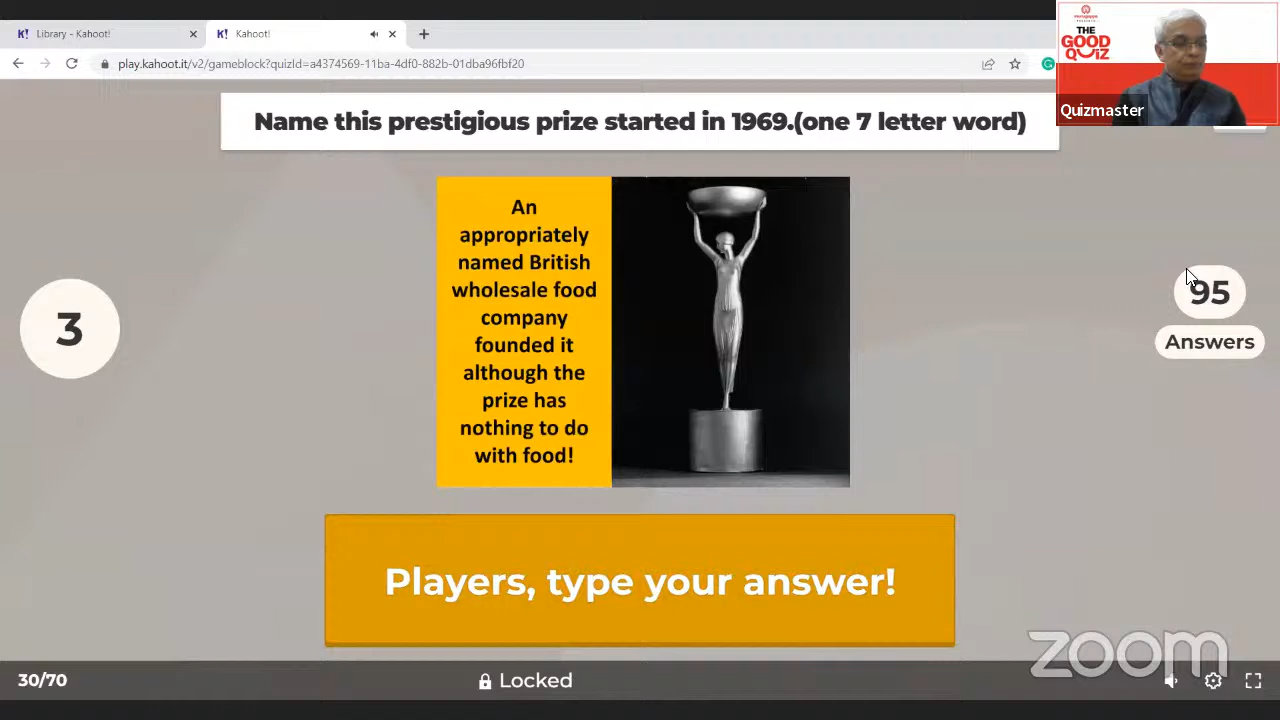 Library - Kahoot!
Kahoot!
play.kahoot.it/v2/gameblock?quizId=a4374569-11ba-4df0-882b-01dba96fbf20
murugappa
THE
GOOD
QUIZ
Quizmaster
Name this prestigious prize started in 1969.(one 7 letter word)
An
appropriately
named British
wholesale food
company
founded it
although the
prize has
nothing to do
with food!
3
95
Answers
Players, type your answer!
zoom
30/70
Locked